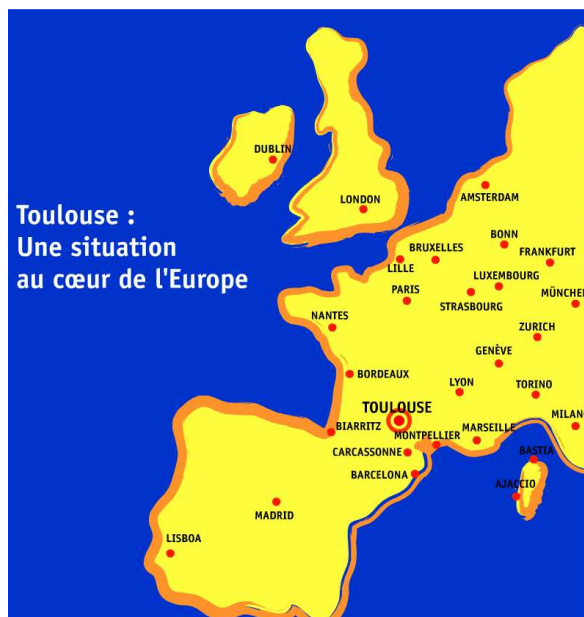 DUBLIN
LONDON
AMSTERDAM
Toulouse :
Une situation
au cœur de l'Europe
BONN
BRUXELLES
FRANKFURT
LILLE
LUXEMBOURG
PARIS
STRASBOURG
MÜNCHEN
NANTES
ZURICH
GENÈVE
BORDEAUX
LYON
TORINO
TOULOUSE
BIARRITZ
MONTPELLIER
MARSEILLE
MILANO
CARCASSONNE
BASTIA
BARCELONA
AJACCIO
MADRID
LISBOA